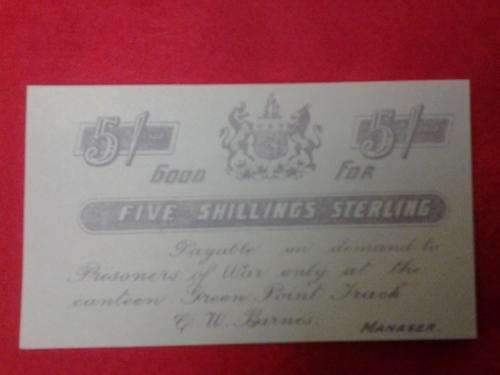 5/- 5/-
GOOD FOR
FIVE SHILLINGS STERLING
Payable on demand to
Prisoners of War only at the
canteen Green Point Track
G. W. Barnes.
MANAGER.